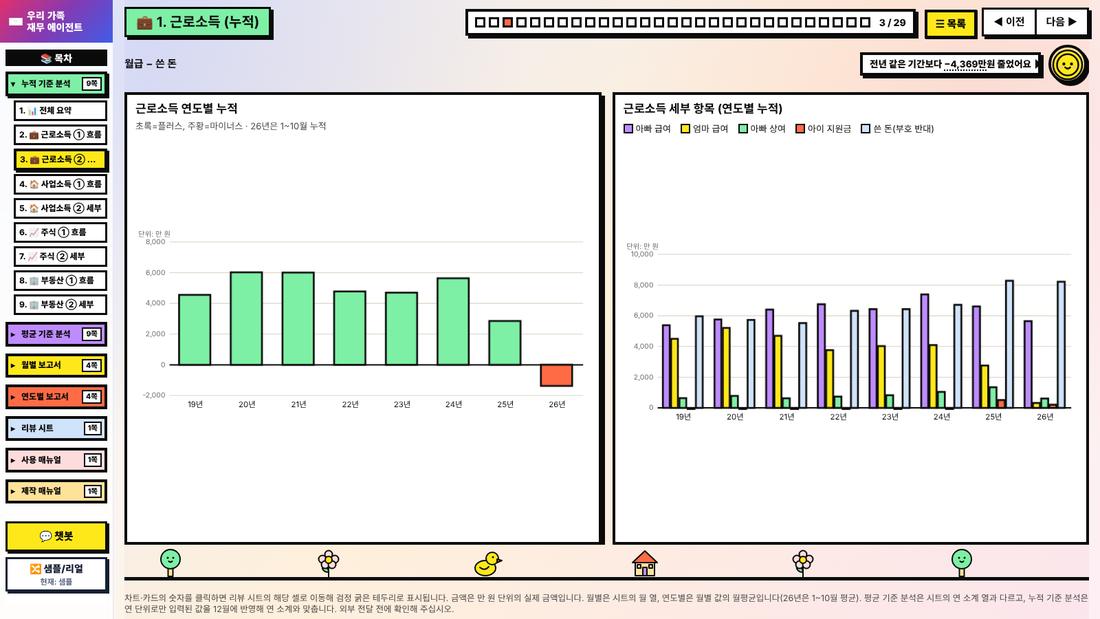 우리 가족
재무 에이전트
📚 목차
▼ 누적 기준 분석 9쪽
1. 📊 전체 요약
2. 💼 근로소득 ① 흐름
3. 💼 근로소득 ② ...
4. 🏠 사업소득 ① 흐름
5. 🏠 사업소득 ② 세부
6. 📈 주식 ① 흐름
7. 📈 주식 ② 세부
8. 🏢 부동산 ① 흐름
9. 🏢 부동산 ② 세부
▶ 평균 기준 분석 9쪽
▶ 월별 보고서 4쪽
▶ 연도별 보고서 4쪽
▶ 리뷰 시트 1쪽
▶ 사용 매뉴얼 1쪽
▶ 제작 매뉴얼 1쪽
💬 챗봇
🔀 샘플/리얼
현재: 샘플
💼 1. 근로소득 (누적)
3 / 29
☰ 목록
◀ 이전
다음 ▶
월급 − 쓴 돈
전년 같은 기간보다 −4,369만원 줄었어요
근로소득 연도별 누적
초록=플러스, 주황=마이너스 · 26년은 1~10월 누적
단위: 만 원
8,000
6,000
4,000
2,000
0
-2,000
19년 20년 21년 22년 23년 24년 25년 26년
근로소득 세부 항목 (연도별 누적)
아빠 급여 엄마 급여 아빠 상여 아이 지원금 쓴 돈(부호 반대)
단위: 만 원
10,000
8,000
6,000
4,000
2,000
0
19년 20년 21년 22년 23년 24년 25년 26년
차트·카드의 숫자를 클릭하면 리뷰 시트의 해당 셀로 이동해 검정 굵은 테두리로 표시됩니다. 금액은 만 원 단위의 실제 금액입니다. 월별은 시트의 월 열, 연도별은 월별 값의 월평균입니다(26년은 1~10월 평균). 평균 기준 분석은 시트의 연 소계 열과 다르고, 누적 기준 분석은
연 단위로만 입력된 값을 12월에 반영해 연 소계와 맞춥니다. 외부 전달 전에 확인해 주십시오.